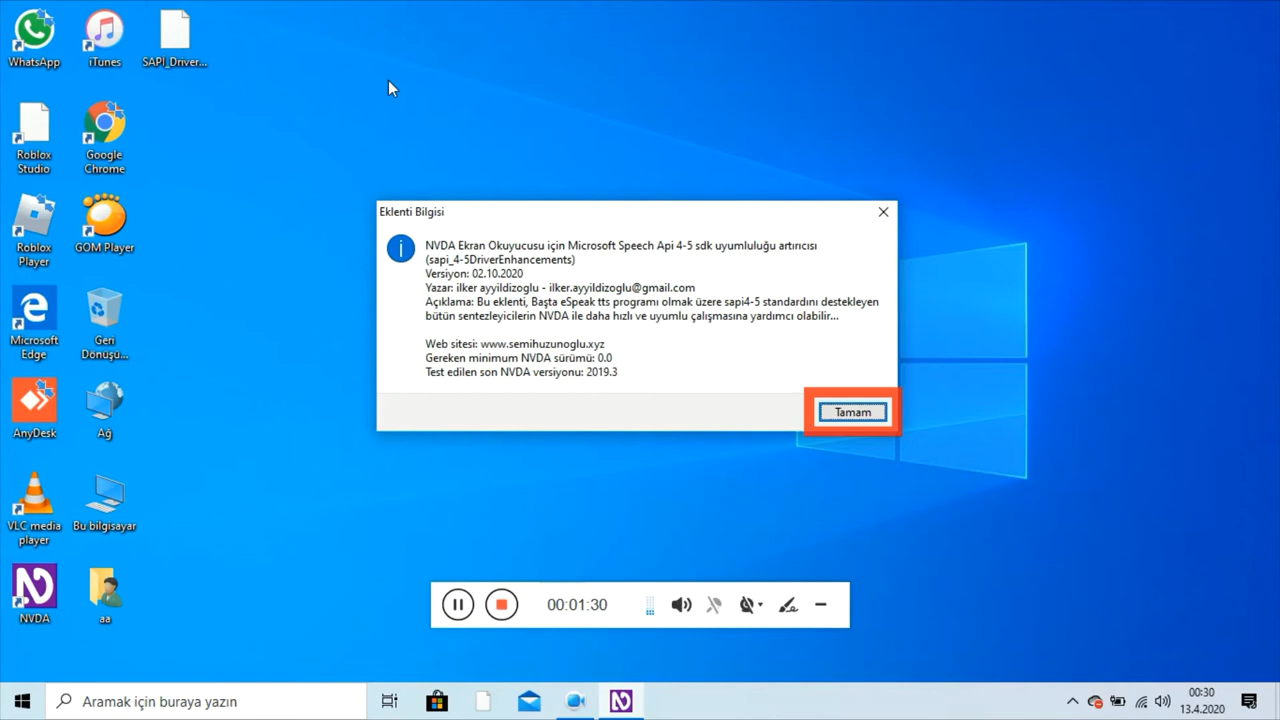 WhatsApp
iTunes
SAPI_Driver...
Roblox
Studio
Google
Chrome
Roblox
Player
GOM Player
Microsoft
Edge
Geri
Dönüşü...
AnyDesk
Ağ
VLC media
player
Bu bilgisayar
NVDA
aa
Eklenti Bilgisi
NVDA Ekran Okuyucusu için Microsoft Speech Api 4-5 sdk uyumluluğu artırıcısı
(sapi_4-5DriverEnhancements)
Versiyon: 02.10.2020
Yazar: ilker ayyildizoglu - ilker.ayyildizoglu@gmail.com
Açıklama: Bu eklenti, Başta eSpeak tts programı olmak üzere sapi4-5 standardını destekleyen
bütün sentezleyicilerin NVDA ile daha hızlı ve uyumlu çalışmasına yardımcı olabilir...
Web sitesi: www.semihuzunoglu.xyz
Gereken minimum NVDA sürümü: 0.0
Test edilen son NVDA versiyonu: 2019.3
Tamam
00:01:30
Aramak için buraya yazın
00:30
13.4.2020